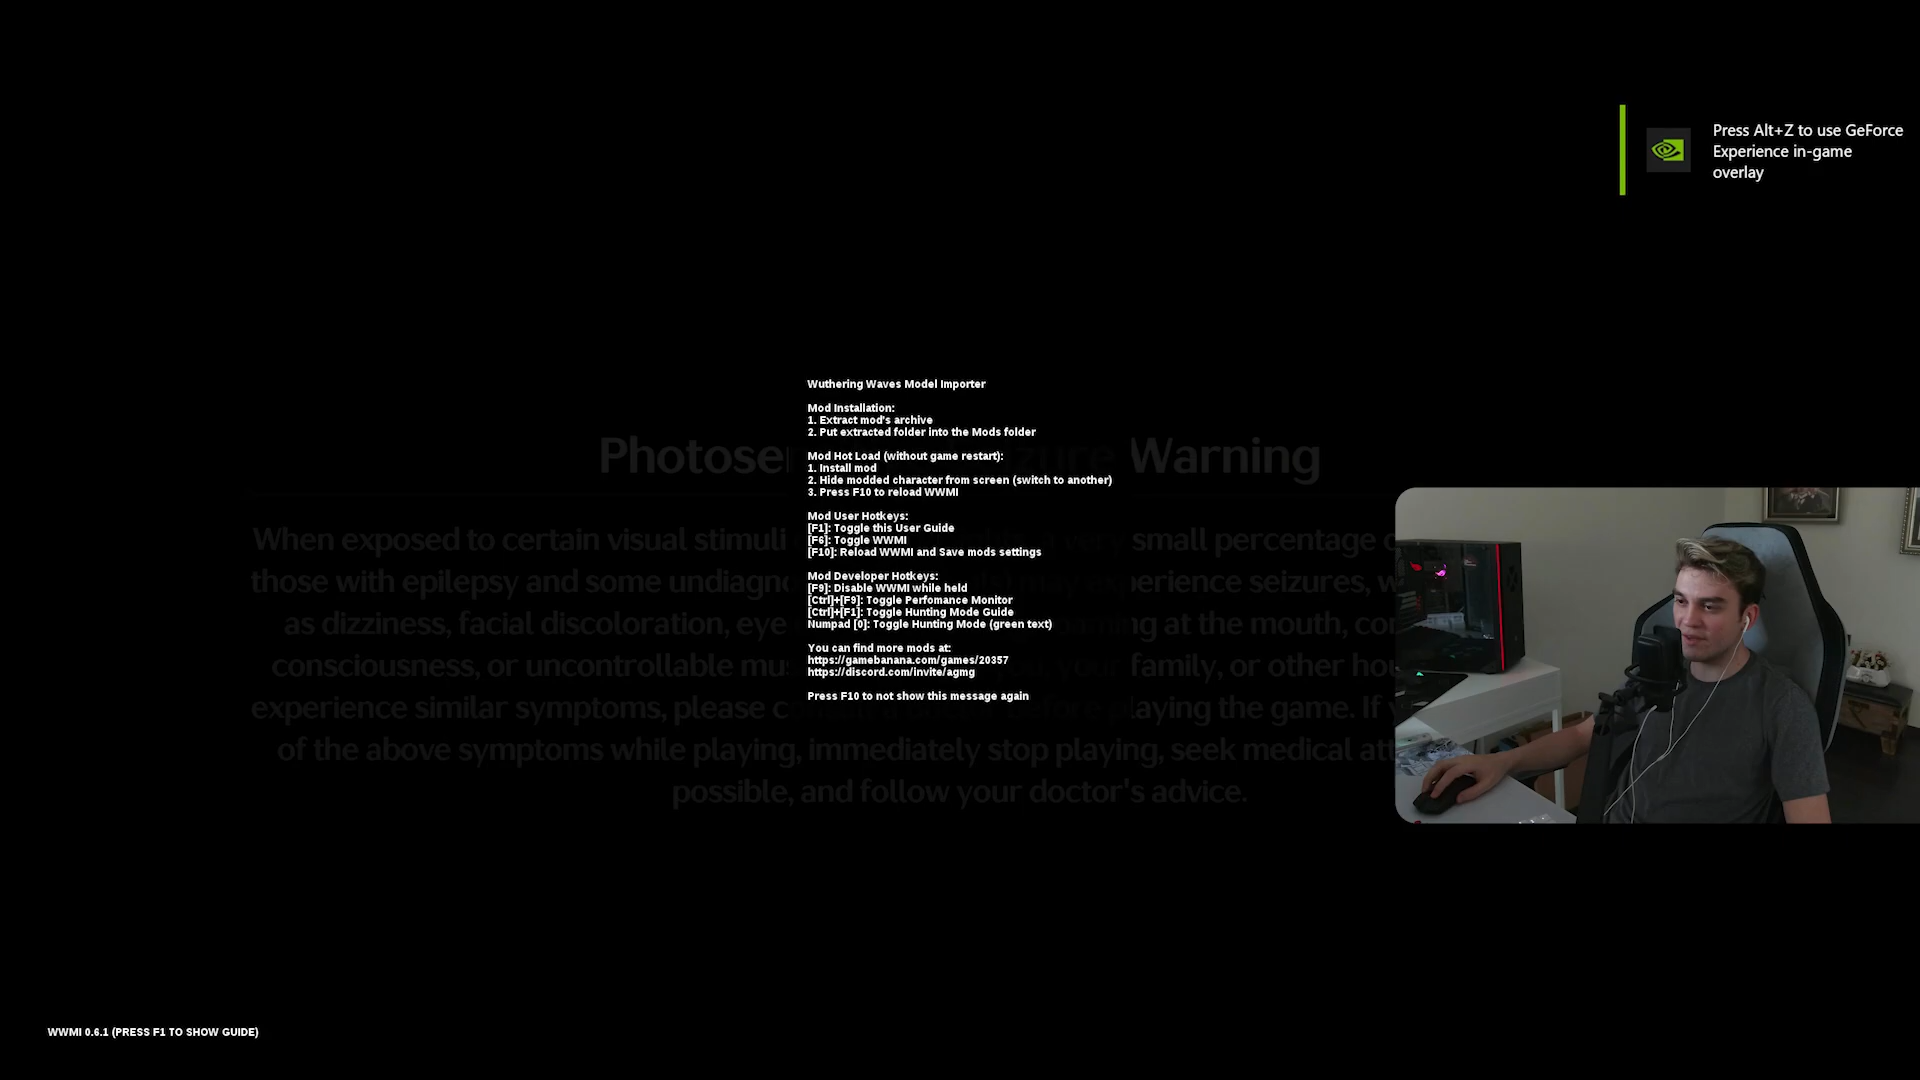 Press Alt+Z to use GeForce
Experience in-game
overlay
Wuthering Waves Model Importer
Mod Installation:
1. Extract mod's archive
2. Put extracted folder into the Mods folder
Mod Hot Load (without game restart):
1. Install mod
2. Hide modded character from screen (switch to another)
3. Press F10 to reload WWMI
Mod User Hotkeys:
[F1]: Toggle this User Guide
[F6]: Toggle WWMI
[F10]: Reload WWMI and Save mods settings
Mod Developer Hotkeys:
[F9]: Disable WWMI while held
[Ctrl]+[F9]: Toggle Perfomance Monitor
[Ctrl]+[F1]: Toggle Hunting Mode Guide
Numpad [0]: Toggle Hunting Mode (green text)
You can find more mods at:
https://gamebanana.com/games/20357
https://discord.com/invite/agmg
Press F10 to not show this message again
Warning
When exposed to certain visual stimuli small percentage
those with epilepsy and some experience seizures,
as dizziness, facial discoloration, eye at the mouth,
consciousness, or uncontrollable your family, or other
experience similar symptoms, please before playing the game. If
of the above symptoms while playing, immediately stop playing, seek medical
possible, and follow your doctor's advice.
WWMI 0.6.1 (PRESS F1 TO SHOW GUIDE)